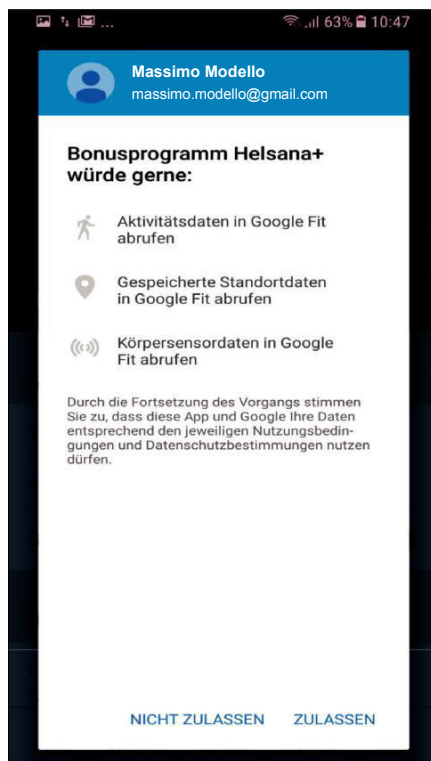 ... 63% 10:47
Massimo Modello
massimo.modello@gmail.com
Bonusprogramm Helsana+
würde gerne:
Aktivitätsdaten in Google Fit
abrufen
Gespeicherte Standortdaten
in Google Fit abrufen
Körpersensordaten in Google
Fit abrufen
Durch die Fortsetzung des Vorgangs stimmen
Sie zu, dass diese App und Google Ihre Daten
entsprechend den jeweiligen Nutzungsbedin-
gungen und Datenschutzbestimmungen nutzen
dürfen.
NICHT ZULASSEN ZULASSEN